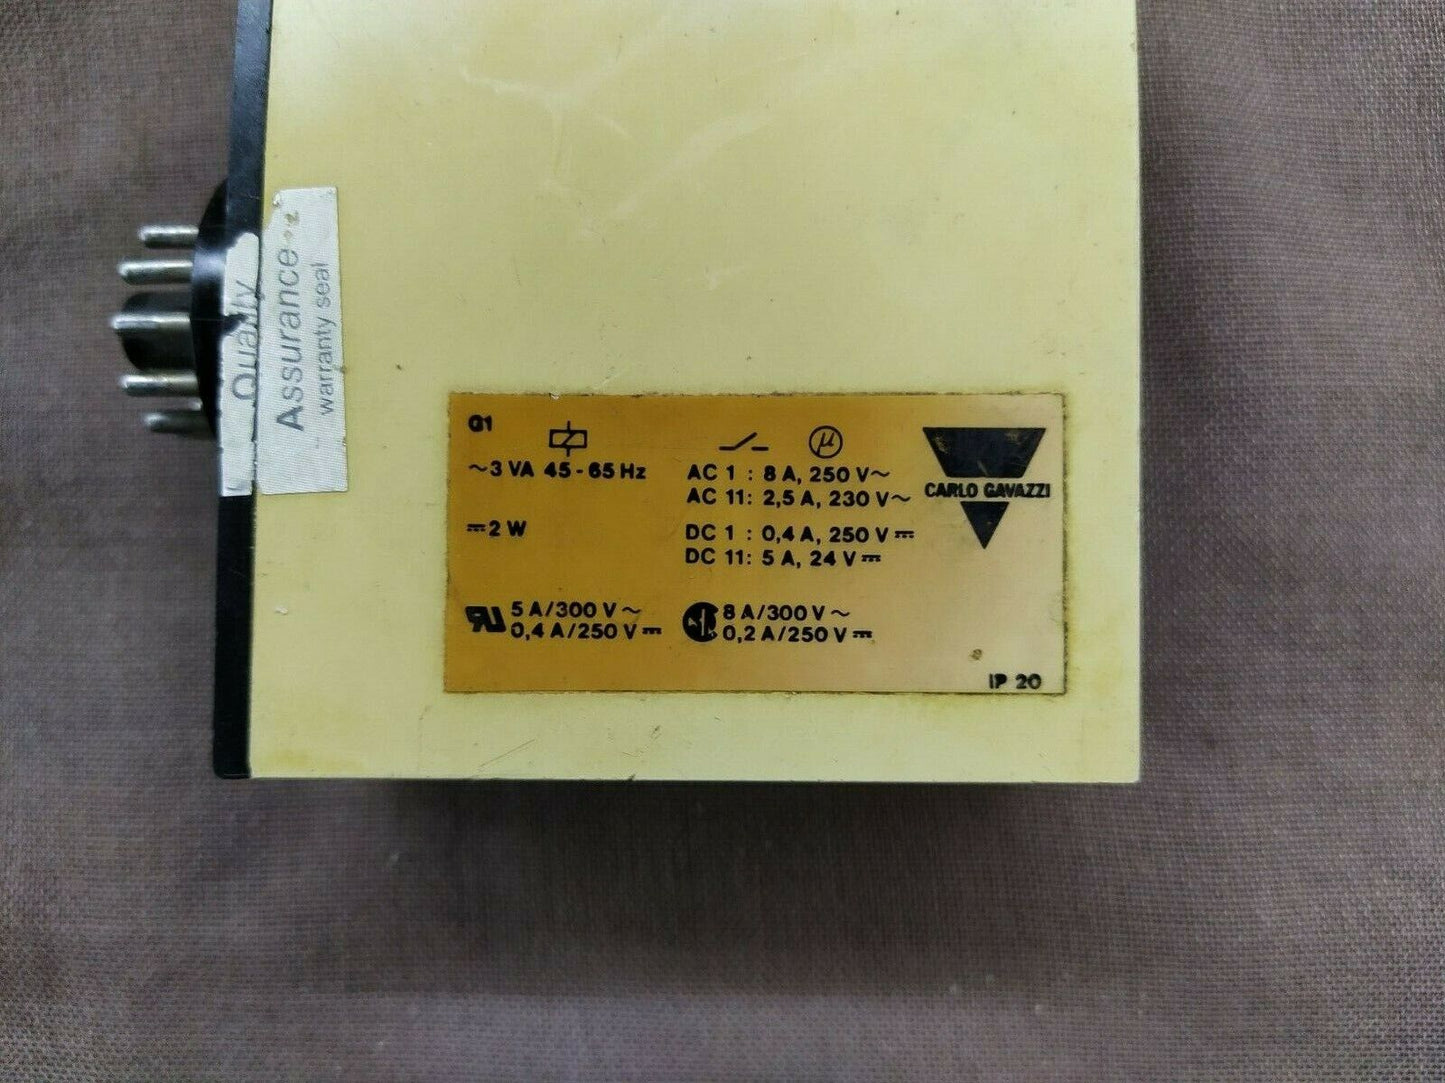 Quality
Assurance
warranty seal
G1
~3 VA 45-65 Hz
⎓2 W
AC 1 : 8 A, 250 V~
AC 11: 2,5 A, 230 V~
DC 1 : 0,4 A, 250 V⎓
DC 11: 5 A, 24 V⎓
µ
CARLO GAVAZZI
5 A/300 V~
0,4 A/250 V⎓
8 A/300 V~
0,2 A/250 V⎓
IP 20